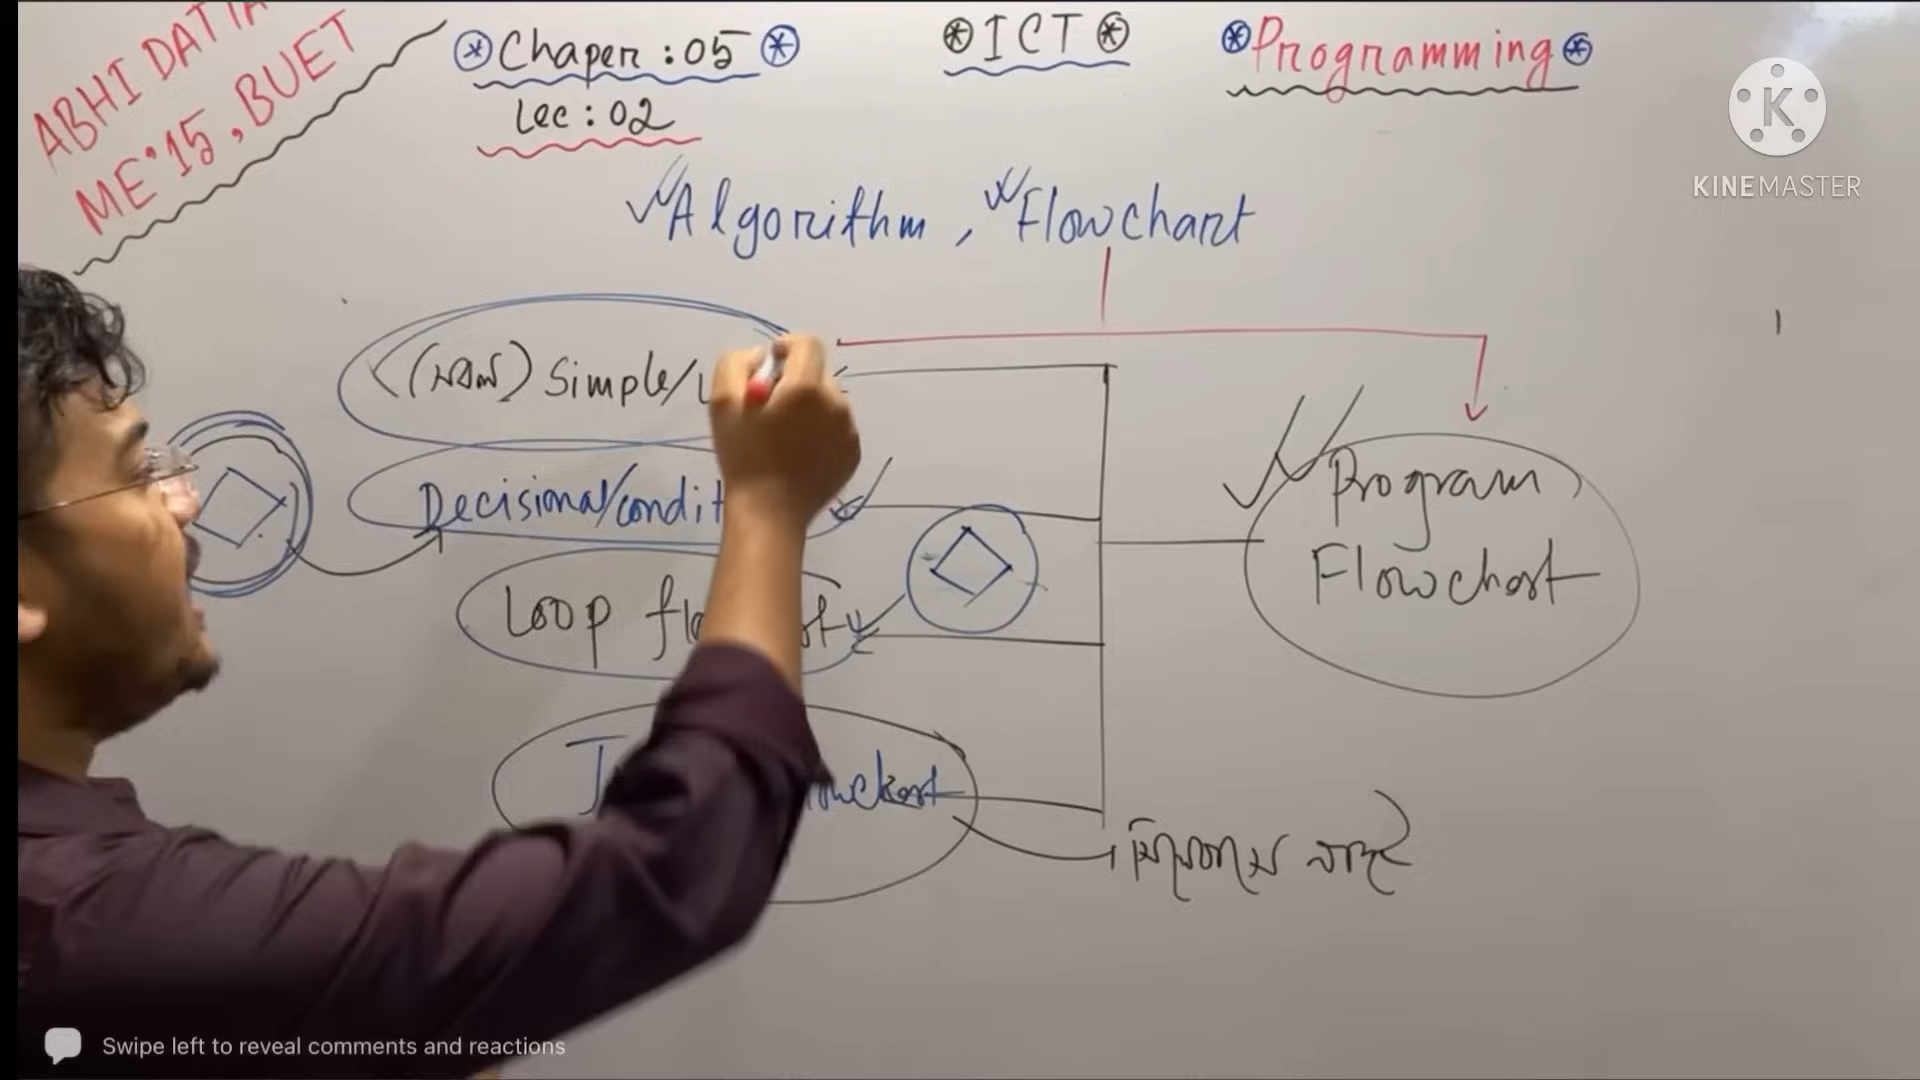 ABHI DATTA
ME'15, BUET
Chaper : 05
Lec : 02
ICT
Programming
KINEMASTER
Algorithm, Flowchart
(সরল) Simple/
Decisional/condit
Loop
Program
Flowchart
সিলেবাসে নাই
Swipe left to reveal comments and reactions